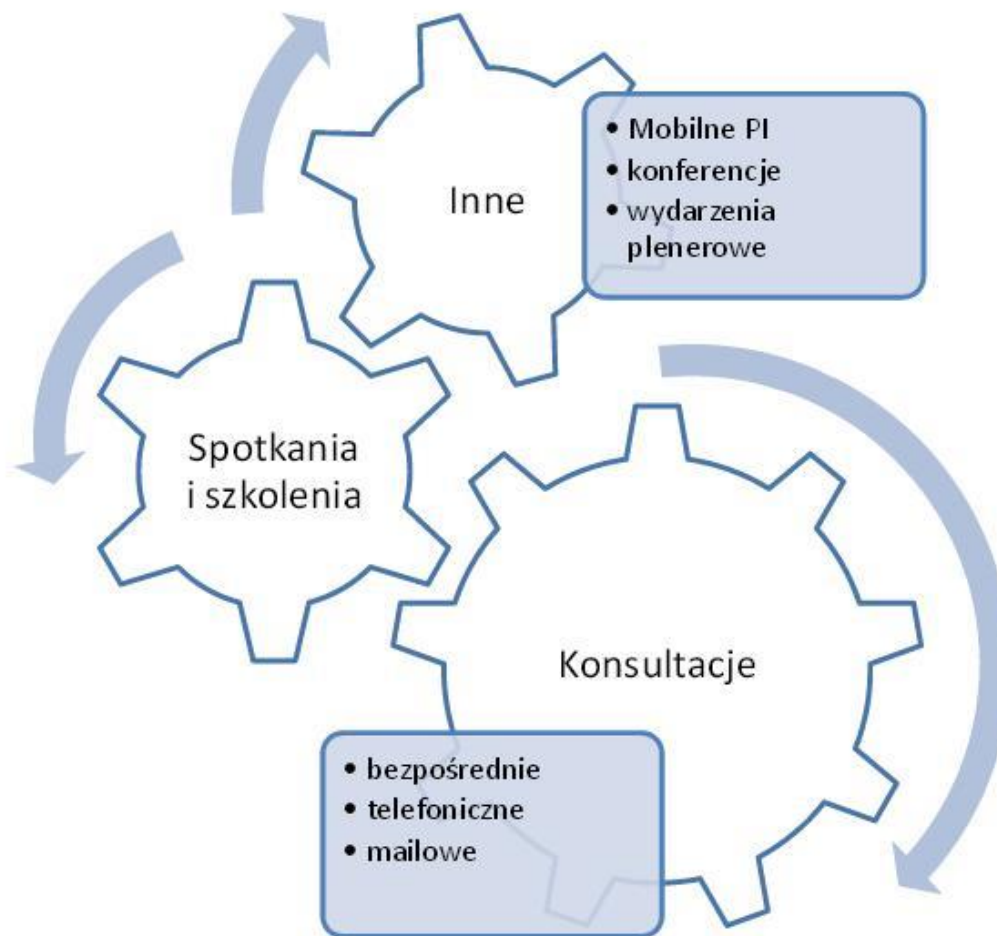 Inne
• Mobilne PI
• konferencje
• wydarzenia
plenerowe
Spotkania
i szkolenia
Konsultacje
• bezpośrednie
• telefoniczne
• mailowe